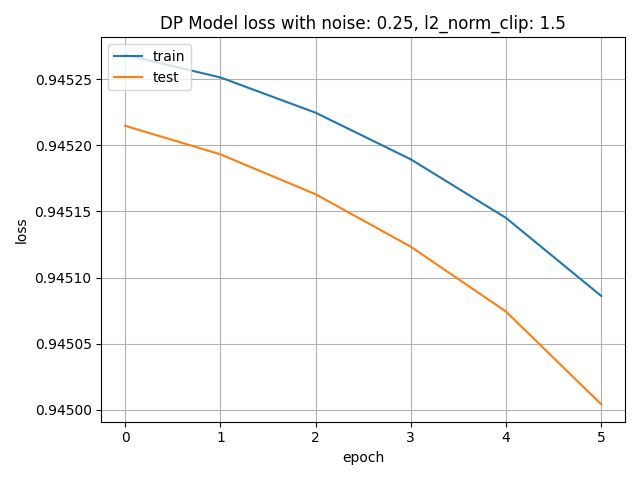 DP Model loss with noise: 0.25, l2_norm_clip: 1.5
train
test
0.94525
0.94520
0.94515
0.94510
0.94505
0.94500
loss
0 1 2 3 4 5
epoch